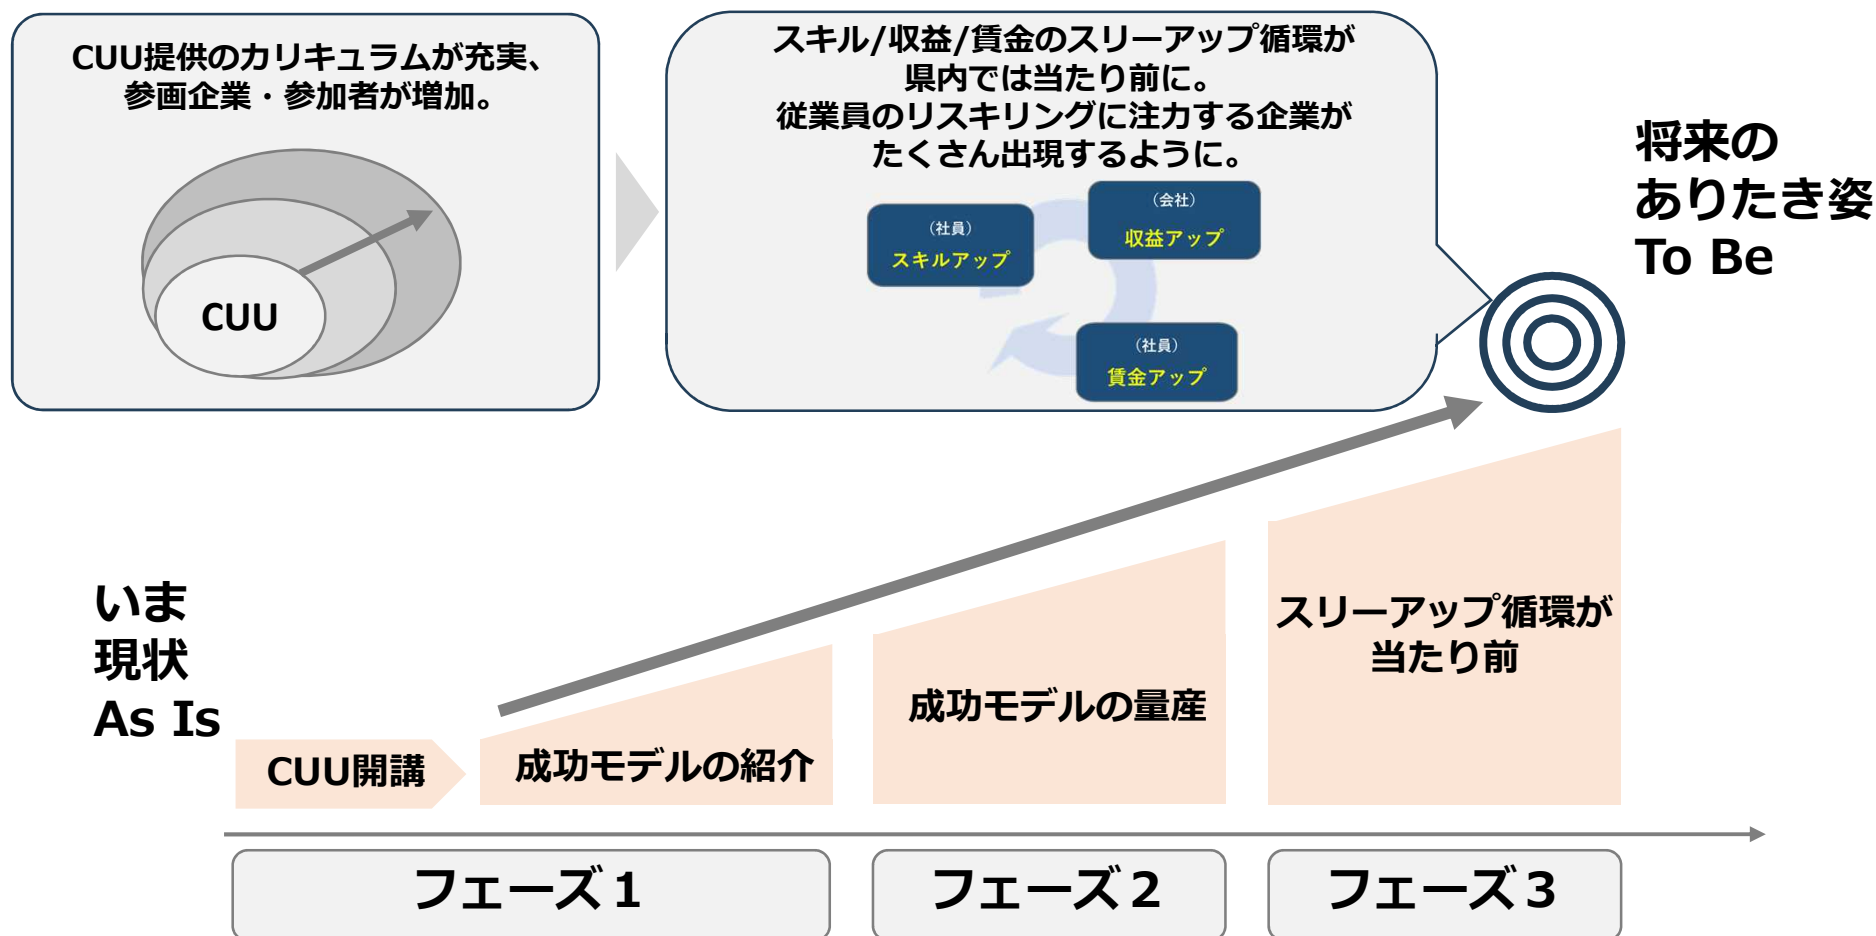 CUU提供のカリキュラムが充実、
参画企業・参加者が増加。
CUU
スキル/収益/賃金のスリーアップ循環が
県内では当たり前に。
従業員のリスキリングに注力する企業が
たくさん出現するように。
（社員）
スキルアップ
（会社）
収益アップ
（社員）
賃金アップ
将来の
ありたき姿
To Be
いま
現状
As Is
CUU開講
成功モデルの紹介
成功モデルの量産
スリーアップ循環が
当たり前
フェーズ1
フェーズ2
フェーズ3